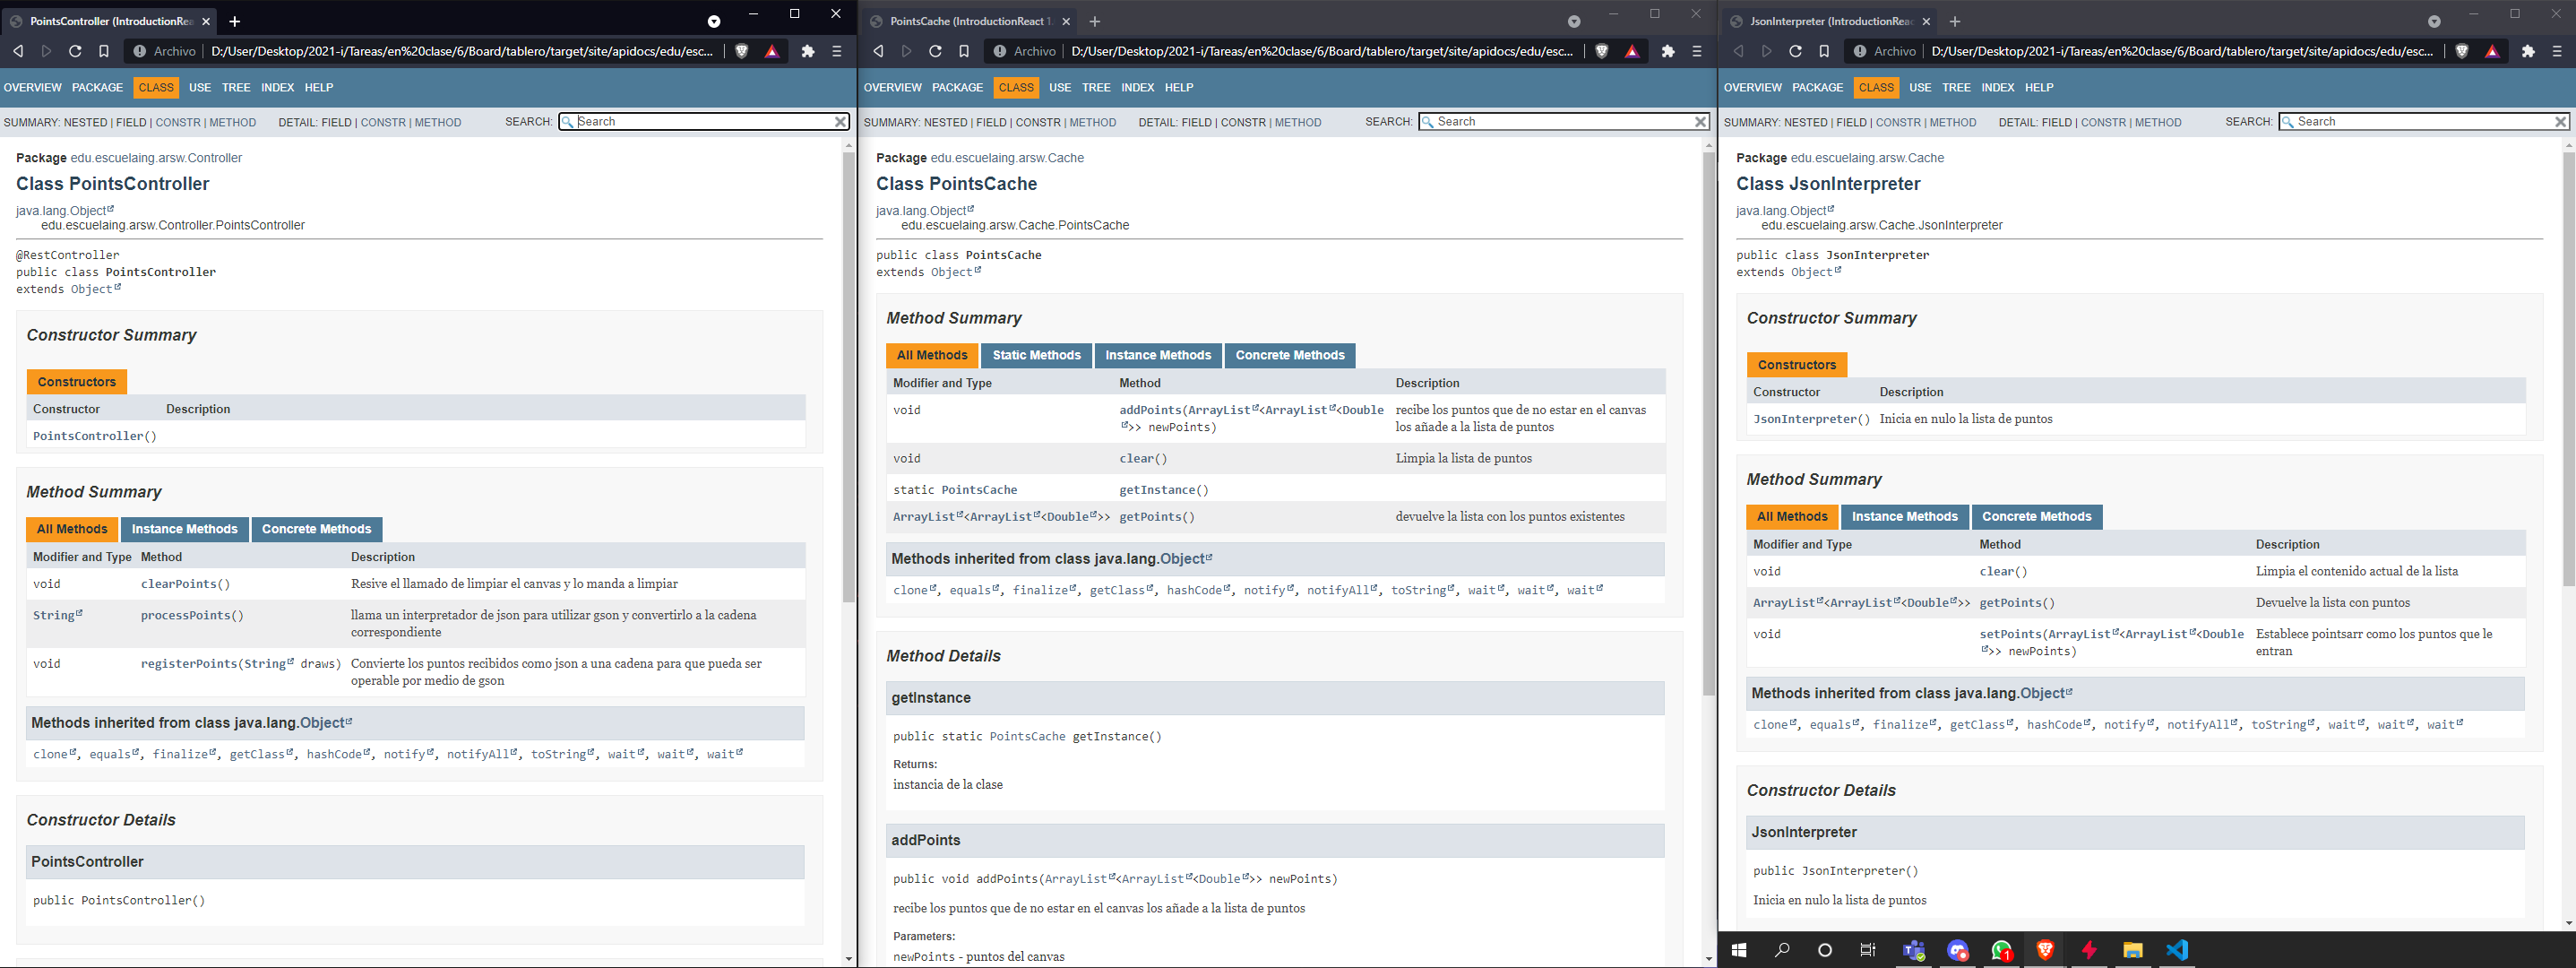 PointsController (IntroductionRea
Archivo
D:/User/Desktop/2021-i/Tareas/en%20clase/6/Board/tablero/target/site/apidocs/edu/esc...
OVERVIEW PACKAGE CLASS USE TREE INDEX HELP
SUMMARY: NESTED | FIELD | CONSTR | METHOD DETAIL: FIELD | CONSTR | METHOD SEARCH: Search
Package edu.escuelaing.arsw.Controller
Class PointsController
java.lang.Object
edu.escuelaing.arsw.Controller.PointsController
@RestController
public class PointsController
extends Object
Constructor Summary
Constructors
Constructor Description
PointsController()
Method Summary
All Methods Instance Methods Concrete Methods
Modifier and Type Method Description
void clearPoints() Resive el llamado de limpiar el canvas y lo manda a limpiar
String processPoints() llama un interpretador de json para utilizar gson y convertirlo a la cadena
correspondiente
void registerPoints(String draws) Convierte los puntos recibidos como json a una cadena para que pueda ser
operable por medio de gson
Methods inherited from class java.lang.Object
clone, equals, finalize, getClass, hashCode, notify, notifyAll, toString, wait, wait, wait
Constructor Details
PointsController
public PointsController()
PointsCache (IntroductionReact 1.
Archivo
D:/User/Desktop/2021-i/Tareas/en%20clase/6/Board/tablero/target/site/apidocs/edu/esc...
OVERVIEW PACKAGE CLASS USE TREE INDEX HELP
SUMMARY: NESTED | FIELD | CONSTR | METHOD DETAIL: FIELD | CONSTR | METHOD SEARCH: Search
Package edu.escuelaing.arsw.Cache
Class PointsCache
java.lang.Object
edu.escuelaing.arsw.Cache.PointsCache
public class PointsCache
extends Object
Method Summary
All Methods Static Methods Instance Methods Concrete Methods
Modifier and Type Method Description
void addPoints(ArrayList<ArrayList<Double recibe los puntos que de no estar en el canvas
>> newPoints) los añade a la lista de puntos
void clear() Limpia la lista de puntos
static PointsCache getInstance()
ArrayList<ArrayList<Double>> getPoints() devuelve la lista con los puntos existentes
Methods inherited from class java.lang.Object
clone, equals, finalize, getClass, hashCode, notify, notifyAll, toString, wait, wait, wait
Method Details
getInstance
public static PointsCache getInstance()
Returns:
instancia de la clase
addPoints
public void addPoints(ArrayList<ArrayList<Double>> newPoints)
recibe los puntos que de no estar en el canvas los añade a la lista de puntos
Parameters:
newPoints - puntos del canvas
JsonInterpreter (IntroductionReac
Archivo
D:/User/Desktop/2021-i/Tareas/en%20clase/6/Board/tablero/target/site/apidocs/edu/esc...
OVERVIEW PACKAGE CLASS USE TREE INDEX HELP
SUMMARY: NESTED | FIELD | CONSTR | METHOD DETAIL: FIELD | CONSTR | METHOD SEARCH: Search
Package edu.escuelaing.arsw.Cache
Class JsonInterpreter
java.lang.Object
edu.escuelaing.arsw.Cache.JsonInterpreter
public class JsonInterpreter
extends Object
Constructor Summary
Constructors
Constructor Description
JsonInterpreter() Inicia en nulo la lista de puntos
Method Summary
All Methods Instance Methods Concrete Methods
Modifier and Type Method Description
void clear() Limpia el contenido actual de la lista
ArrayList<ArrayList<Double>> getPoints() Devuelve la lista con puntos
void setPoints(ArrayList<ArrayList<Double Establece pointsarr como los puntos que le
>> newPoints) entran
Methods inherited from class java.lang.Object
clone, equals, finalize, getClass, hashCode, notify, notifyAll, toString, wait, wait, wait
Constructor Details
JsonInterpreter
public JsonInterpreter()
Inicia en nulo la lista de puntos
1